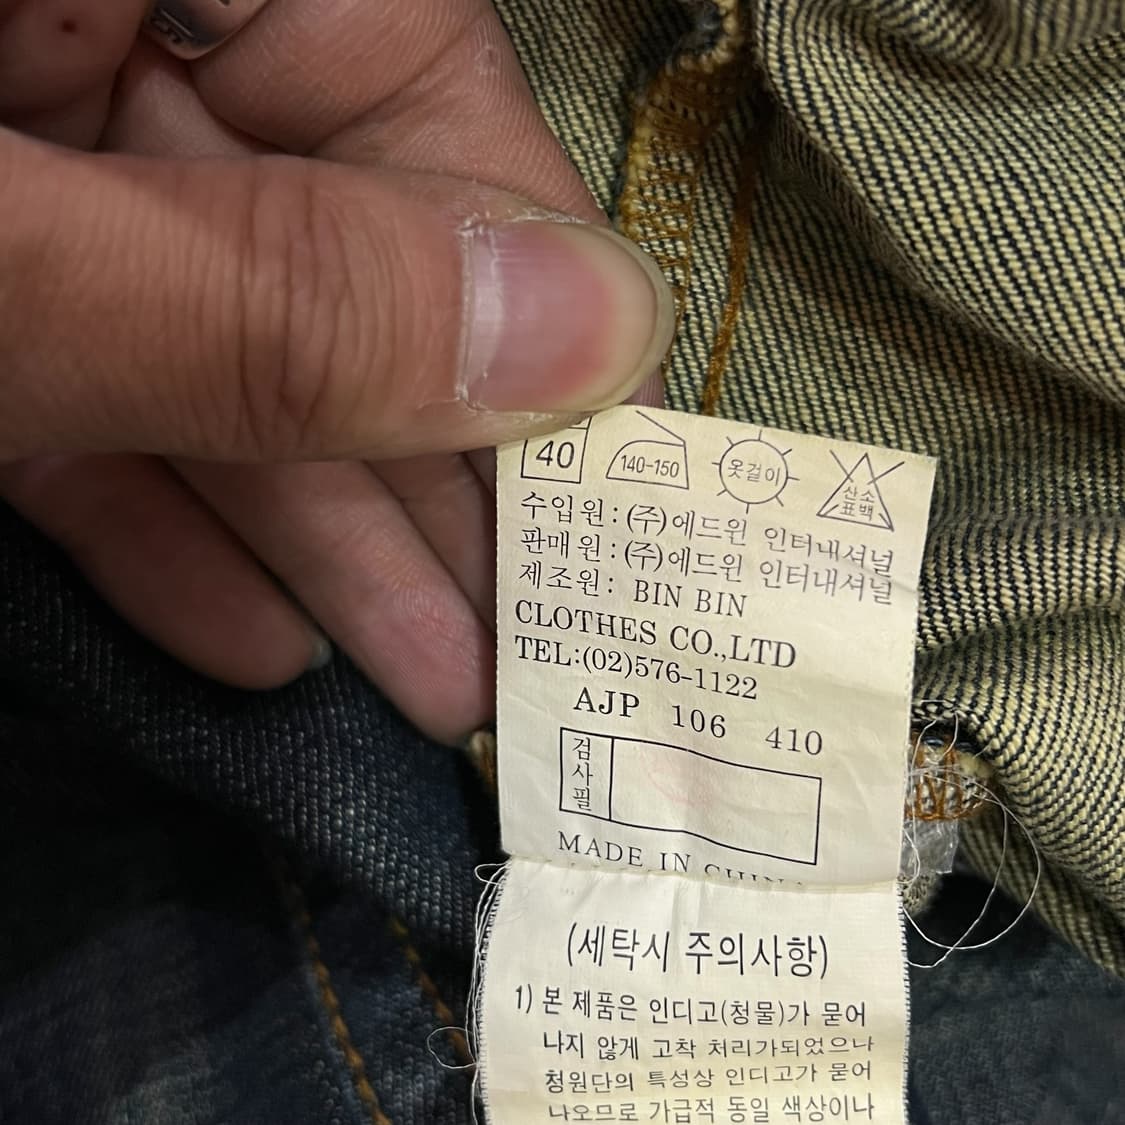 40 140-150 옷걸이 산소
표백
수입원:(주)에드윈 인터내셔널
판매원:(주)에드윈 인터내셔널
제조원: BIN BIN
CLOTHES CO.,LTD
TEL:(02)576-1122
AJP 106 410
검
사
필
MADE IN CHINA
(세탁시 주의사항)
1) 본 제품은 인디고(청물)가 묻어
나지 않게 고착 처리가되었으나
청원단의 특성상 인디고가 묻어
나오므로 가급적 동일 색상이나